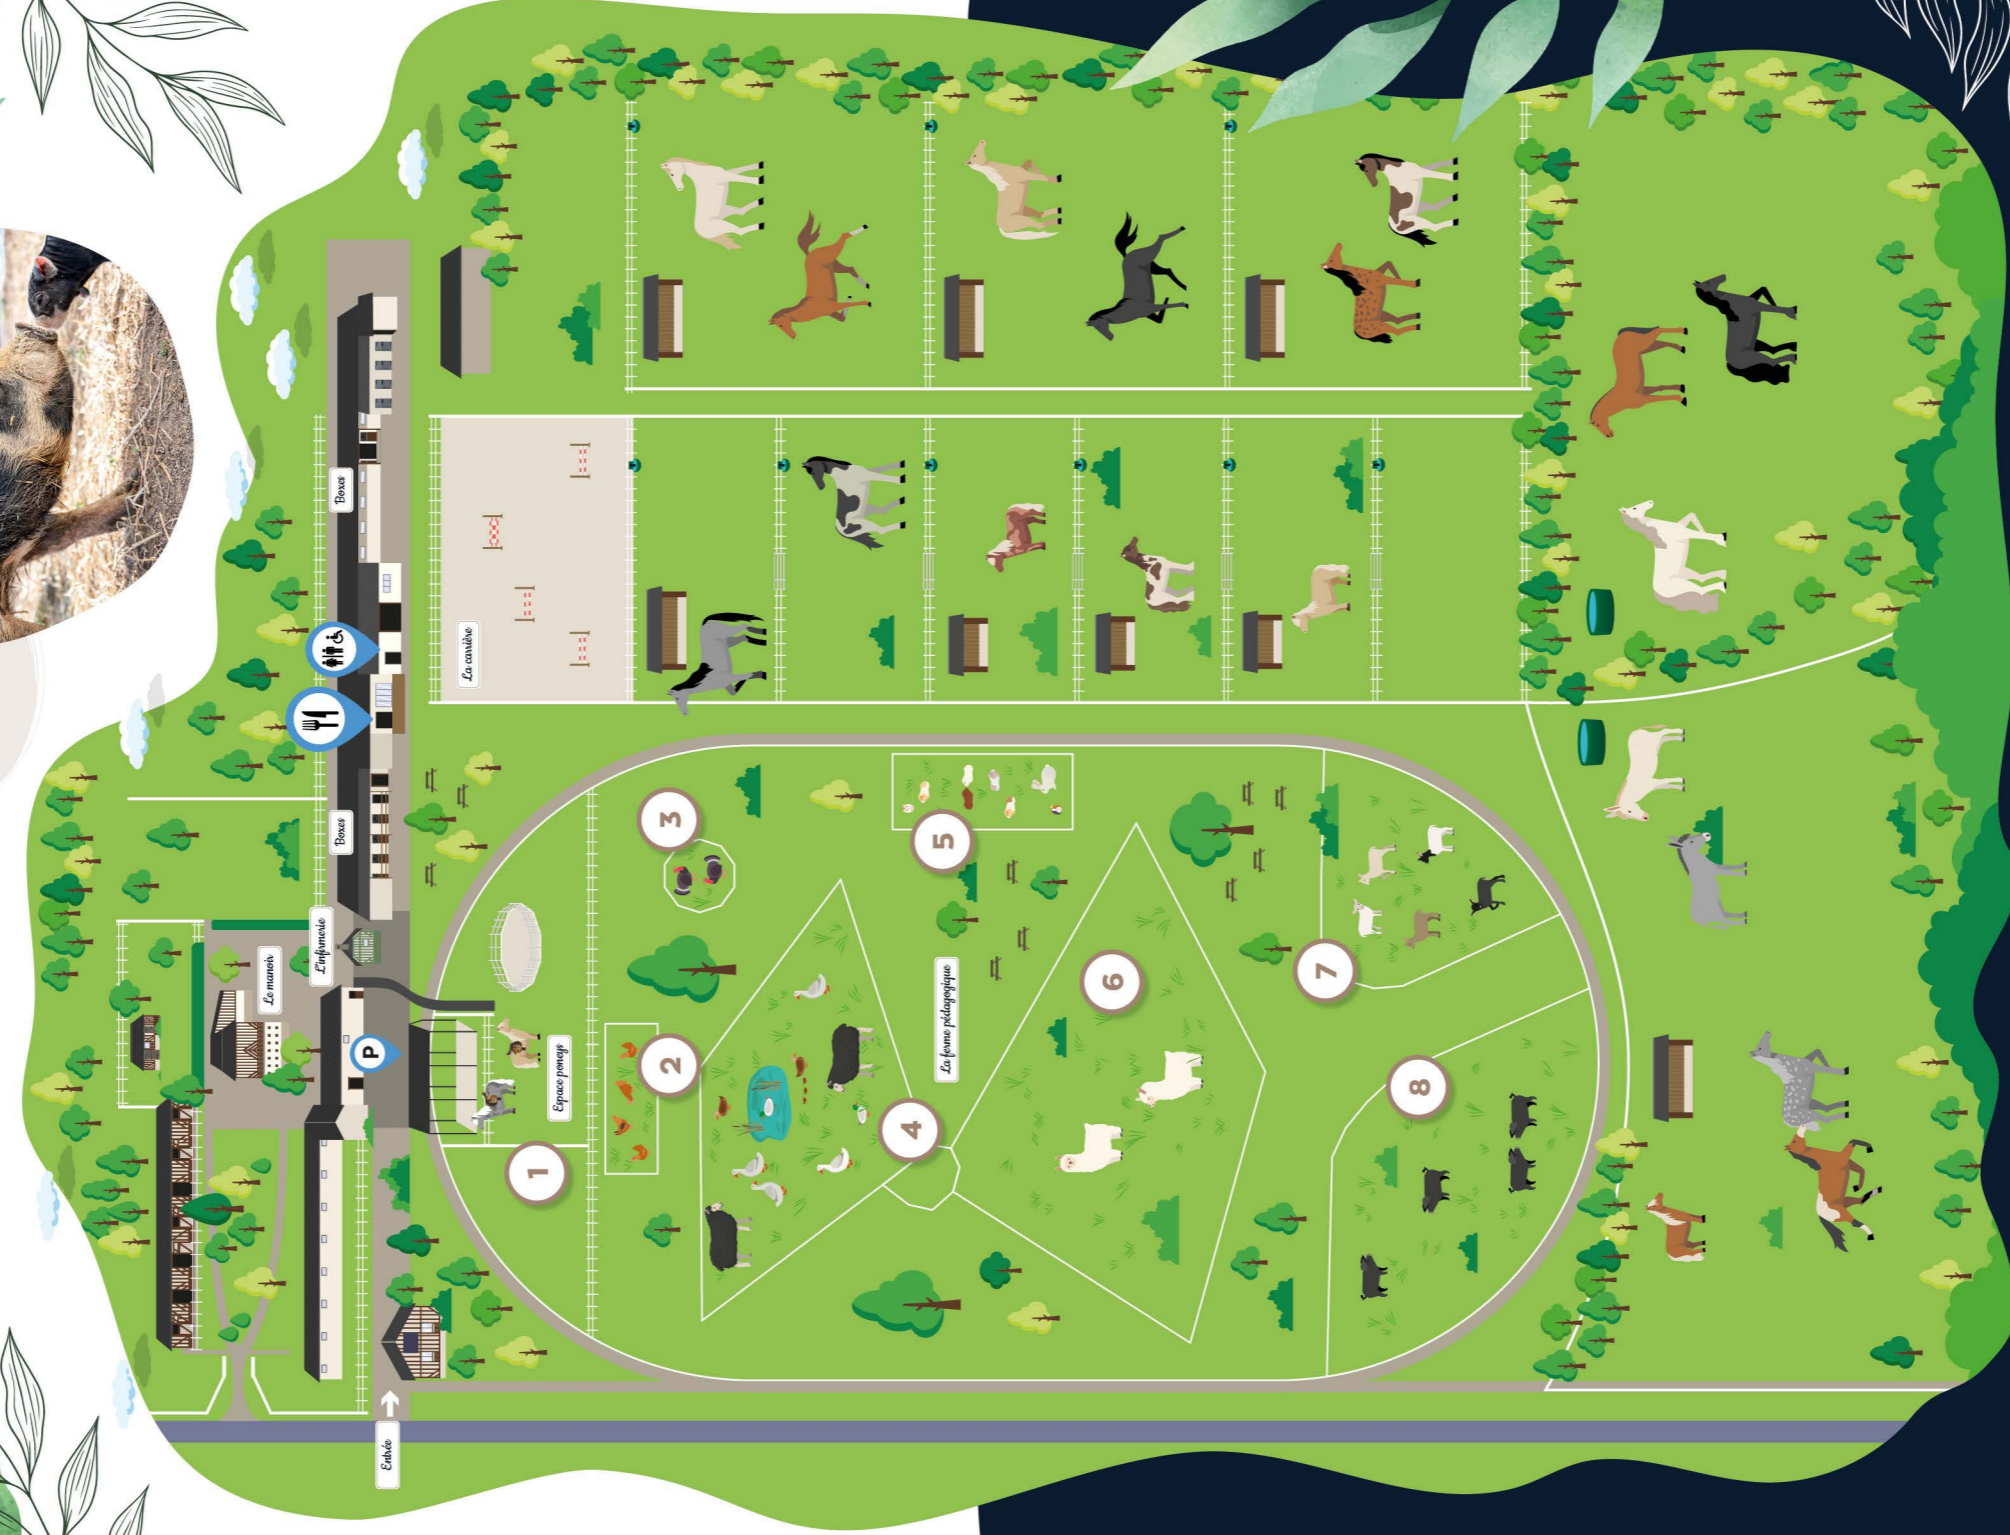 Entrée
L'infirmerie
Le manoir
Boxes
Boxes
La carrière
P
Espace poneys
La ferme pédagogique
1
2
3
4
5
6
7
8